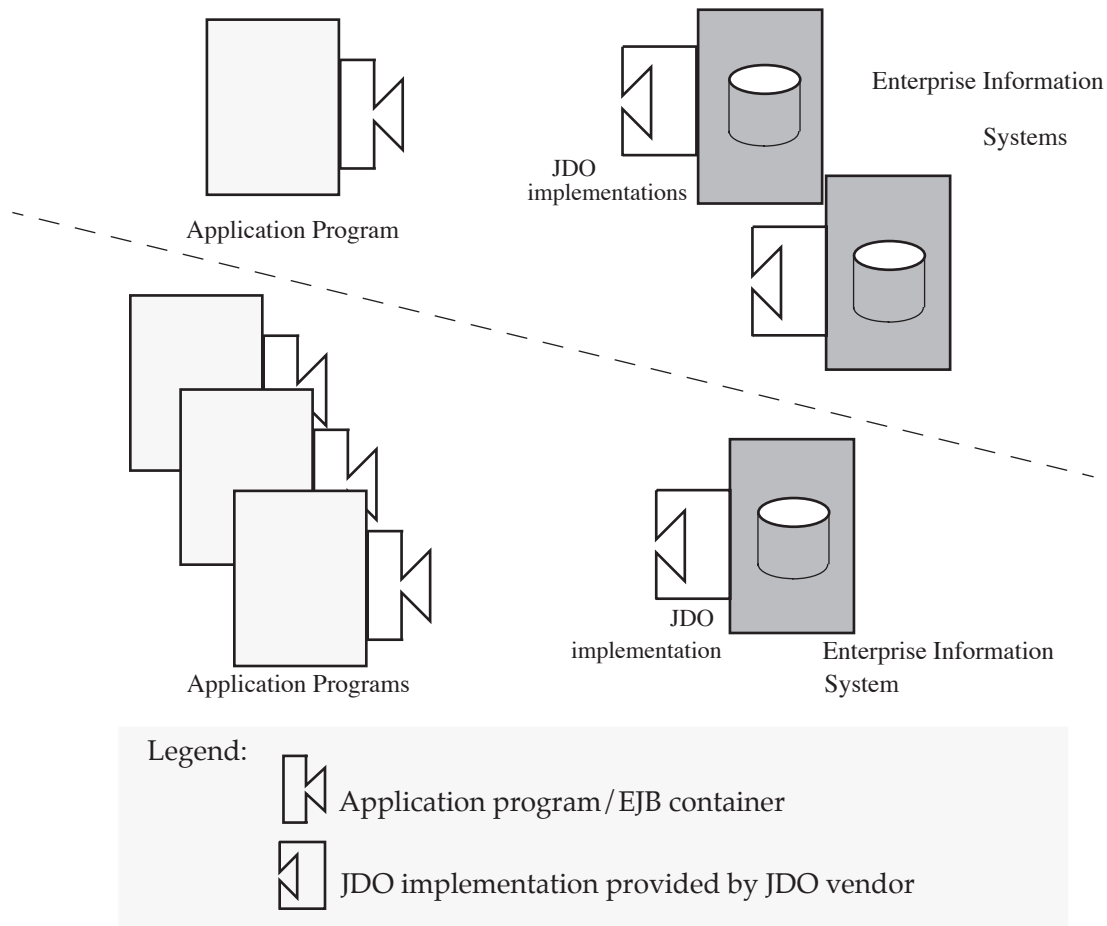 Enterprise Information
Systems
JDO
implementations
Application Program
JDO
implementation
Enterprise Information
System
Application Programs
Legend:
Application program/EJB container
JDO implementation provided by JDO vendor